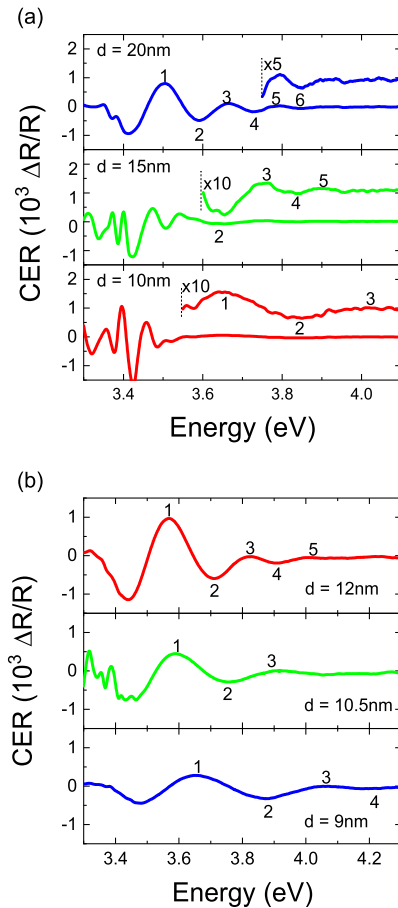 (a)
d = 20nm
x5
1
2
3
4
5
6
2
1
0
-1
d = 15nm
x10
2
3
4
5
2
1
0
-1
d = 10nm
x10
1
2
3
2
1
0
-1
CER (10³ ΔR/R)
3.4 3.6 3.8 4.0
Energy (eV)
(b)
1
2
3
4
5
1
0
-1
d = 12nm
1
2
3
1
0
-1
d = 10.5nm
1
2
3
4
1
0
-1
d = 9nm
CER (10³ ΔR/R)
3.4 3.6 3.8 4.0 4.2
Energy (eV)